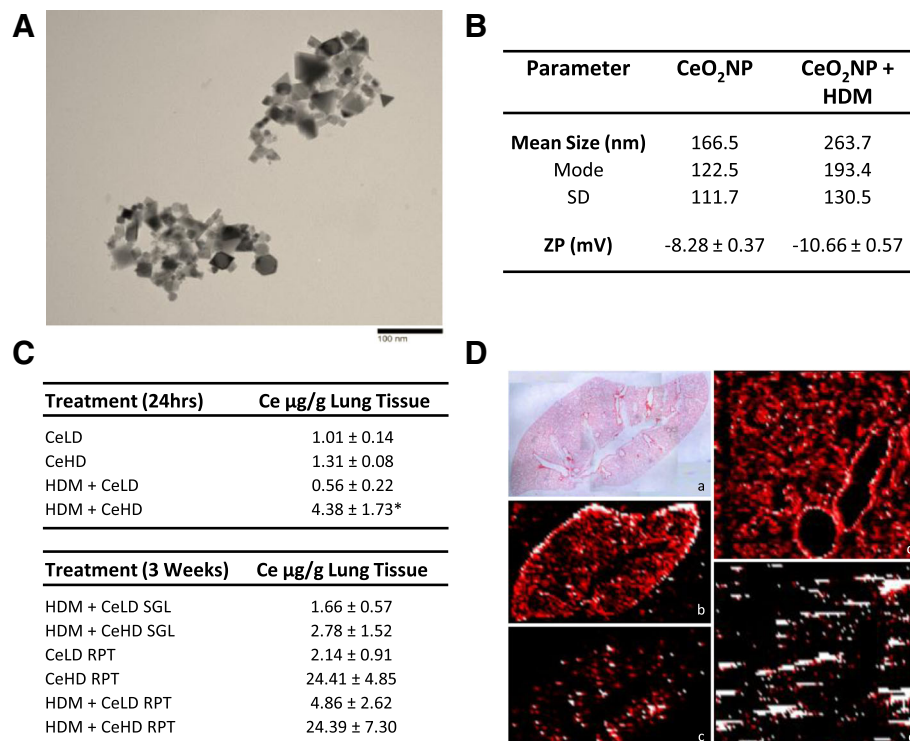 A
B
100 nm
Parameter CeO₂NP CeO₂NP +
HDM
Mean Size (nm) 166.5 263.7
Mode 122.5 193.4
SD 111.7 130.5
ZP (mV) -8.28 ± 0.37 -10.66 ± 0.57
C
D
Treatment (24hrs) Ce µg/g Lung Tissue
CeLD 1.01 ± 0.14
CeHD 1.31 ± 0.08
HDM + CeLD 0.56 ± 0.22
HDM + CeHD 4.38 ± 1.73*
Treatment (3 Weeks) Ce µg/g Lung Tissue
HDM + CeLD SGL 1.66 ± 0.57
HDM + CeHD SGL 2.78 ± 1.52
CeLD RPT 2.14 ± 0.91
CeHD RPT 24.41 ± 4.85
HDM + CeLD RPT 4.86 ± 2.62
HDM + CeHD RPT 24.39 ± 7.30
a
b
c